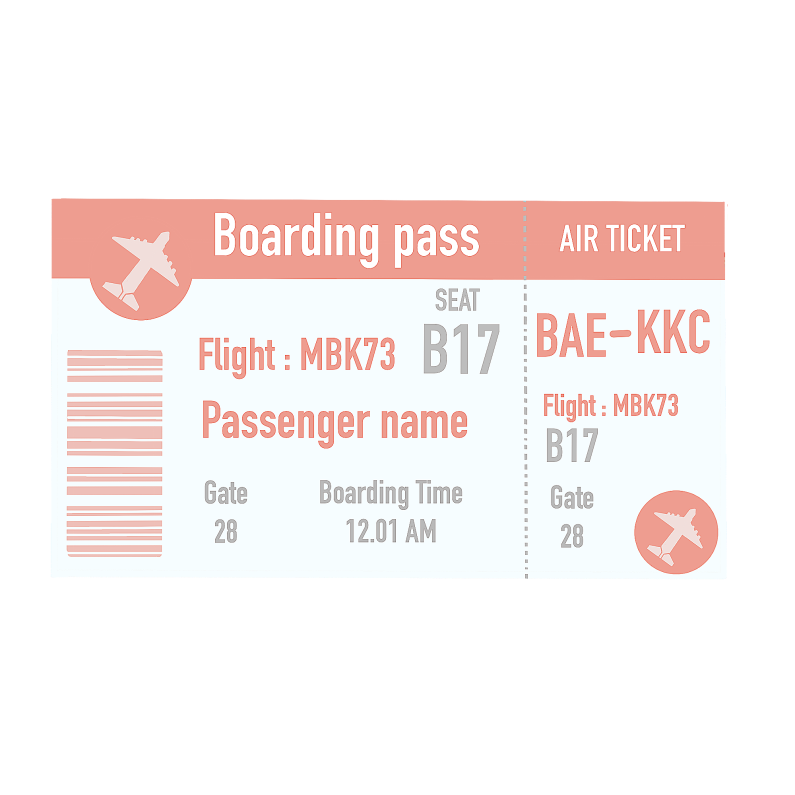 Boarding pass
SEAT
Flight : MBK73
B17
Passenger name
Gate
Boarding Time
28
12.01 AM
AIR TICKET
BAE-KKC
Flight : MBK73
B17
Gate
28